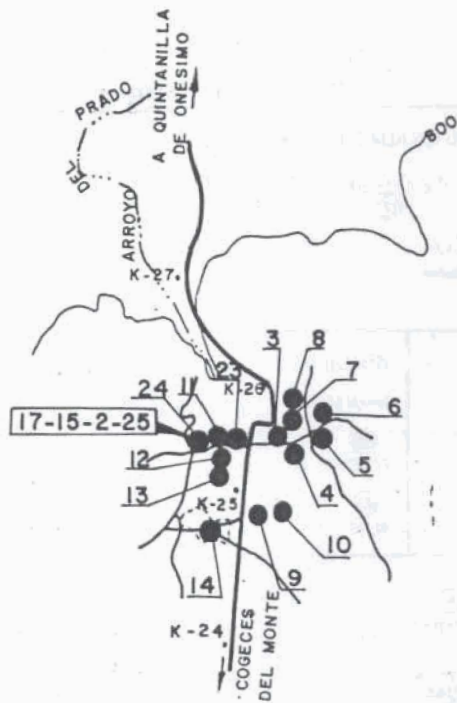 A QUINTANILLA
DE ONESIMO
PRADO
DEL
ARROYO
800
K-27.
23
3
8
7
6
K-26
24
11
17-15-2-25
12
13
5
4
K-25
10
9
14
K-24.
COGECES
DEL MONTE